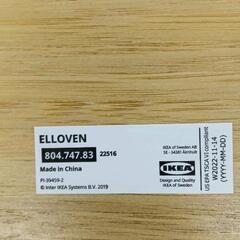 ELLOVEN
804.747.83 22516
Made in China
PI-39459-2
© Inter IKEA Systems B.V. 2019
IKEA of Sweden AB
SE - 34381 Älmhult
IKEA
Design and Quality
IKEA of Sweden
US EPA TSCA VI compliant
W2022-11-14
(YYYY-MM-DD)